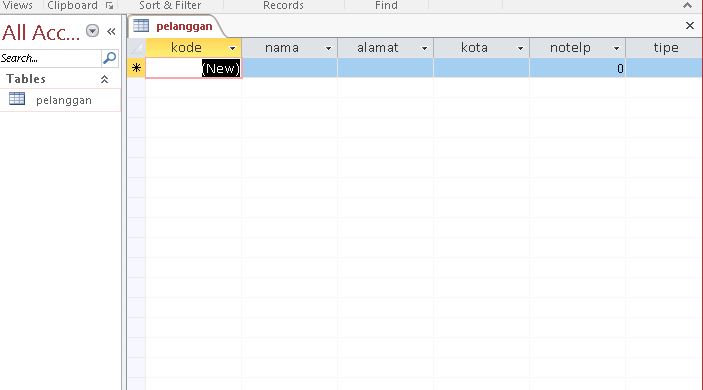 Views Clipboard Sort & Filter Records Find
All Acc...
pelanggan
kode nama alamat kota notelp tipe
Search...
(New) 0
Tables
pelanggan